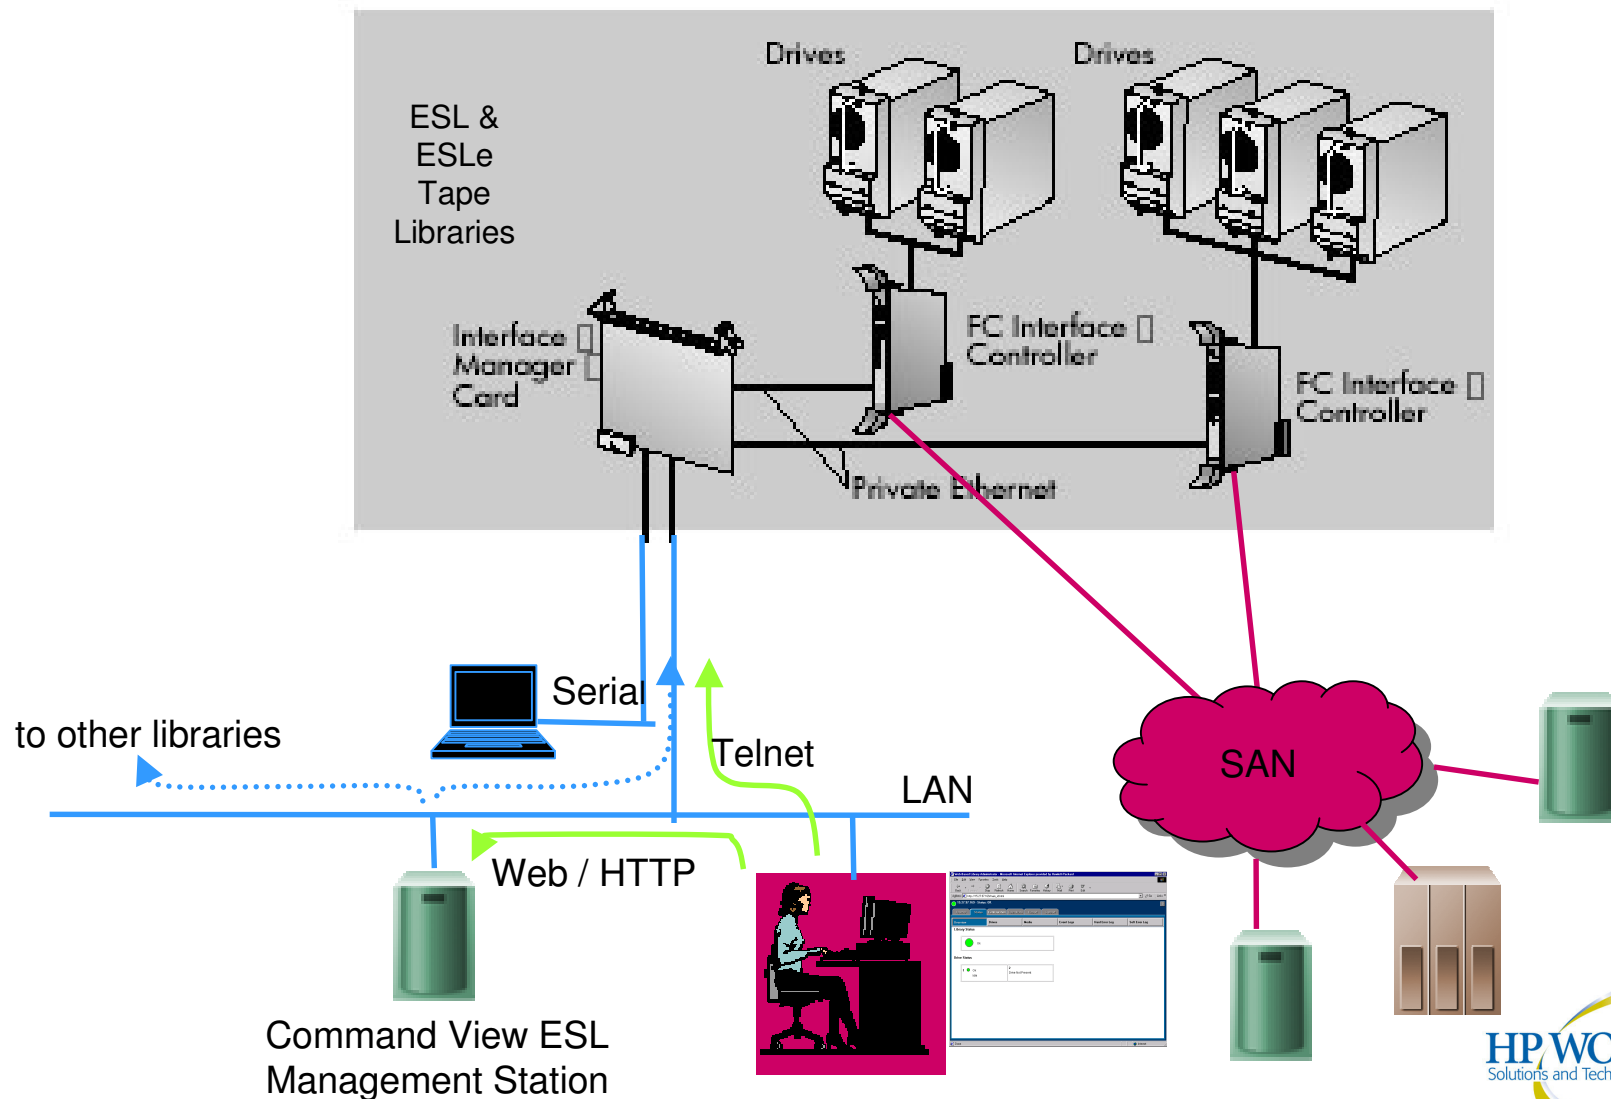 Drives
Drives
ESL &
ESLe
Tape
Libraries
Interface
Manager
Card
FC Interface
Controller
FC Interface
Controller
Private Ethernet
Serial
to other libraries
Telnet
SAN
LAN
Web / HTTP
Command View ESL
Management Station
HP WO
Solutions and Tech